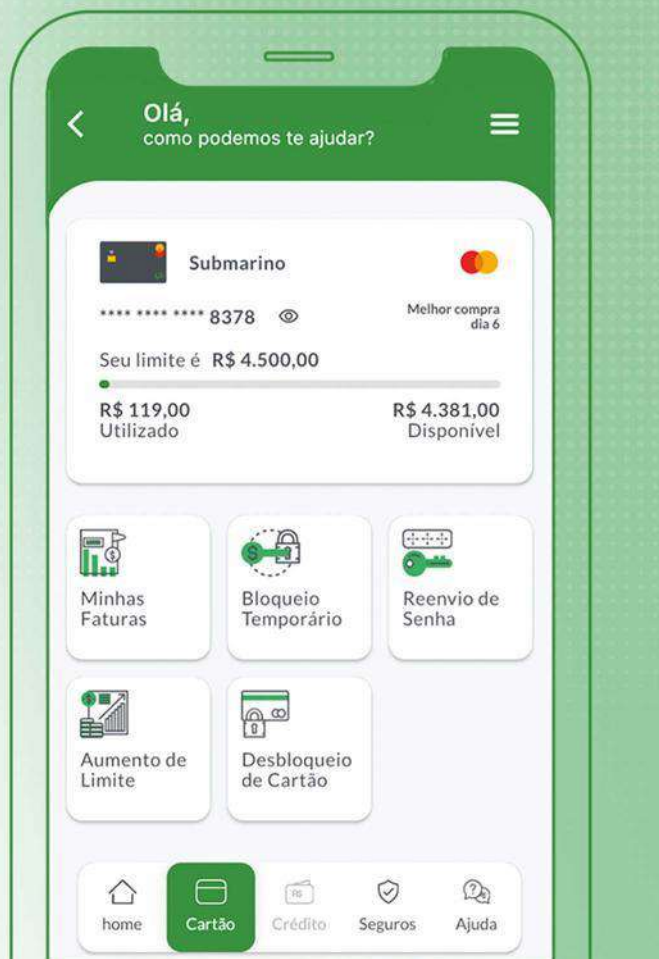 Olá,
como podemos te ajudar?
Submarino
**** **** **** 8378
Melhor compra
dia 6
Seu limite é R$ 4.500,00
R$ 119,00
Utilizado
R$ 4.381,00
Disponível
Minhas
Faturas
Bloqueio
Temporário
Reenvio de
Senha
Aumento de
Limite
Desbloqueio
de Cartão
home
Cartão
Crédito
Seguros
Ajuda